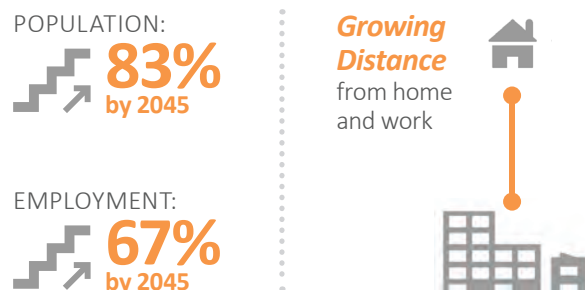 POPULATION:
83%
by 2045
EMPLOYMENT:
67%
by 2045
Growing
Distance
from home
and work